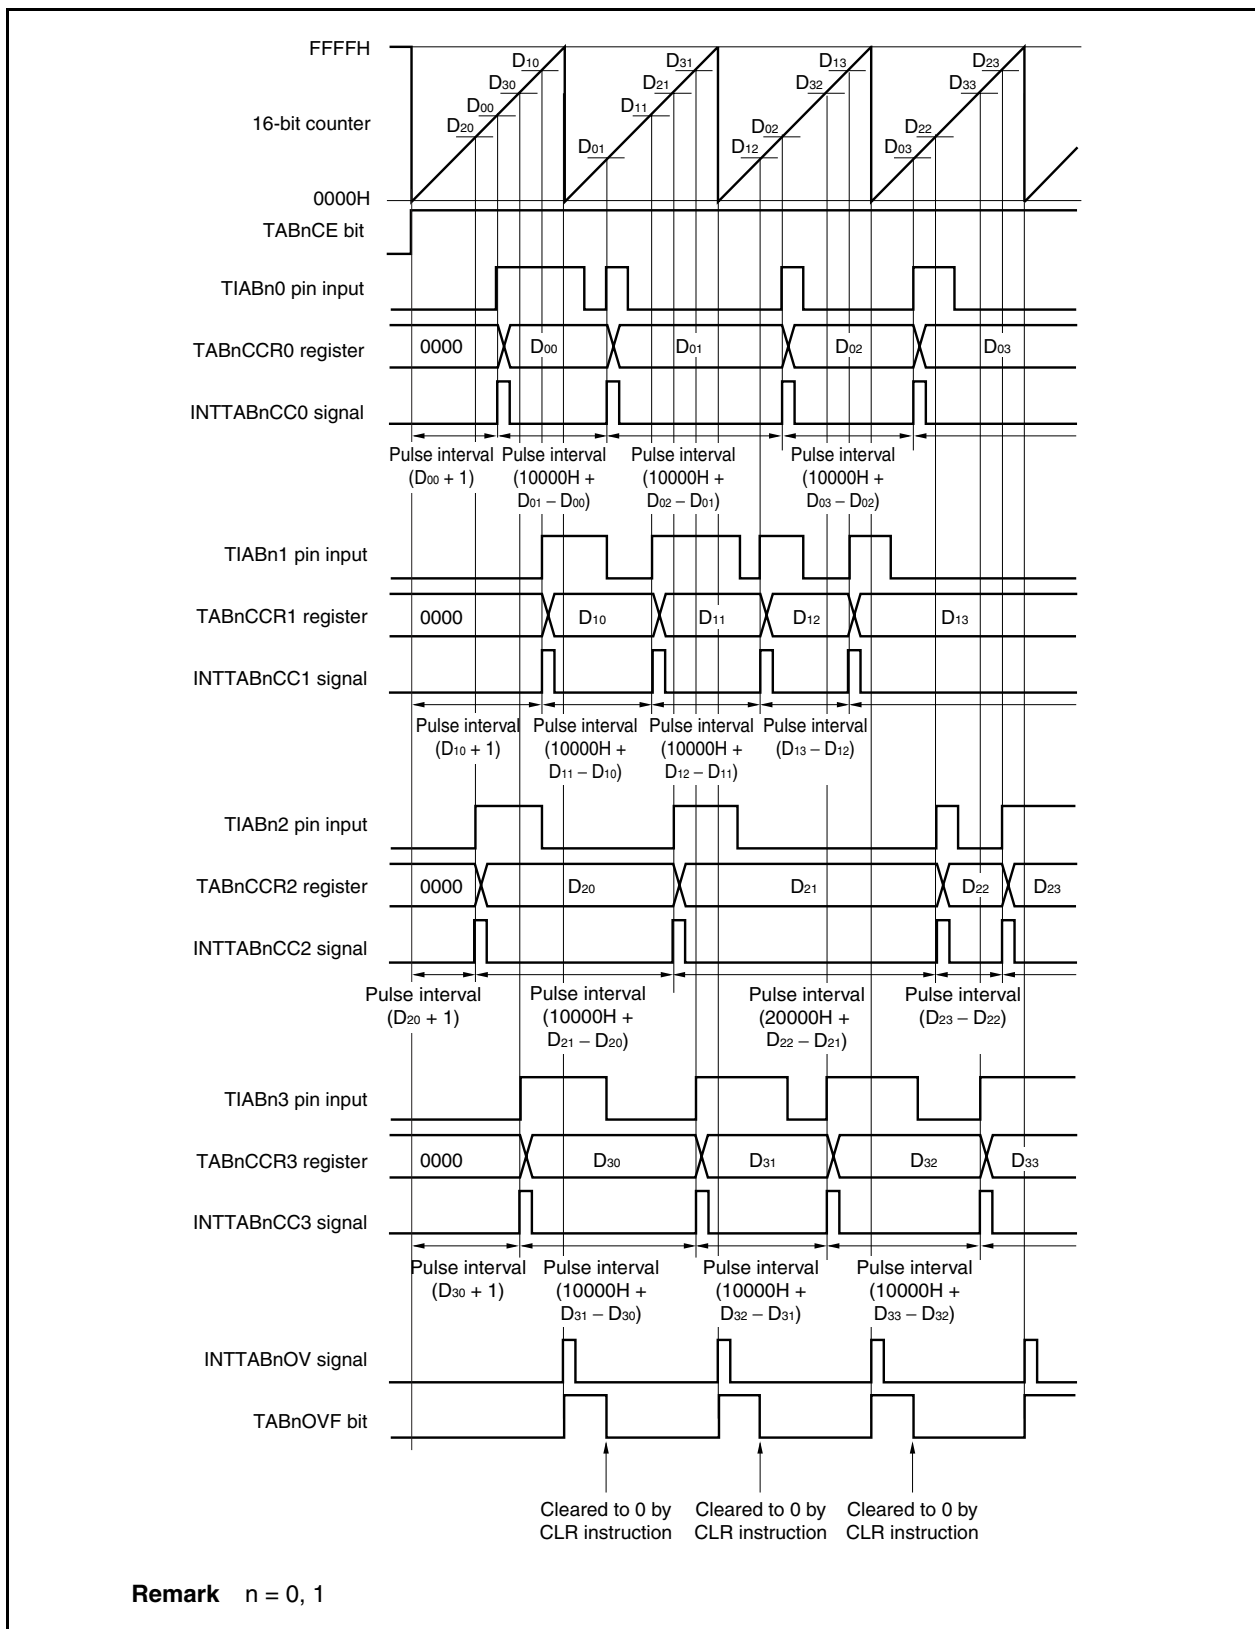 FFFFH
D10
D31
D13
D23
D30
D21
D32
D33
D00
D11
16-bit counter
D20
D02
D22
D01
D12
D03
0000H
TABnCE bit
TIABn0 pin input
TABnCCR0 register
0000
D00
D01
D02
D03
INTTABnCC0 signal
Pulse interval
(D00 + 1)
Pulse interval
(10000H +
D01 – D00)
Pulse interval
(10000H +
D02 – D01)
Pulse interval
(10000H +
D03 – D02)
TIABn1 pin input
TABnCCR1 register
0000
D10
D11
D12
D13
INTTABnCC1 signal
Pulse interval
(D10 + 1)
Pulse interval
(10000H +
D11 – D10)
Pulse interval
(10000H +
D12 – D11)
Pulse interval
(D13 – D12)
TIABn2 pin input
TABnCCR2 register
0000
D20
D21
D22
D23
INTTABnCC2 signal
Pulse interval
(D20 + 1)
Pulse interval
(10000H +
D21 – D20)
Pulse interval
(20000H +
D22 – D21)
Pulse interval
(D23 – D22)
TIABn3 pin input
TABnCCR3 register
0000
D30
D31
D32
D33
INTTABnCC3 signal
Pulse interval
(D30 + 1)
Pulse interval
(10000H +
D31 – D30)
Pulse interval
(10000H +
D32 – D31)
Pulse interval
(10000H +
D33 – D32)
INTTABnOV signal
TABnOVF bit
Cleared to 0 by
CLR instruction
Cleared to 0 by
CLR instruction
Cleared to 0 by
CLR instruction
Remark n = 0, 1